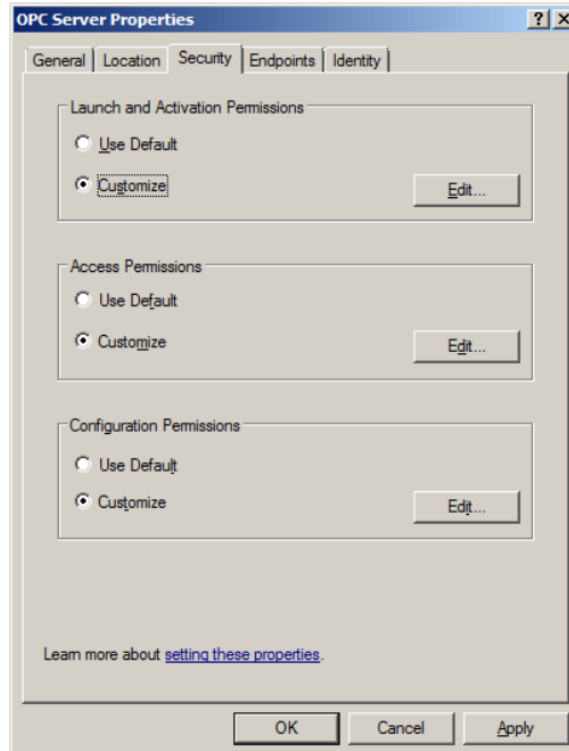 OPC Server Properties
General Location Security Endpoints Identity
Launch and Activation Permissions
Use Default
Customize
Edit...
Access Permissions
Use Default
Customize
Edit...
Configuration Permissions
Use Default
Customize
Edit...
Learn more about setting these properties.
OK Cancel Apply